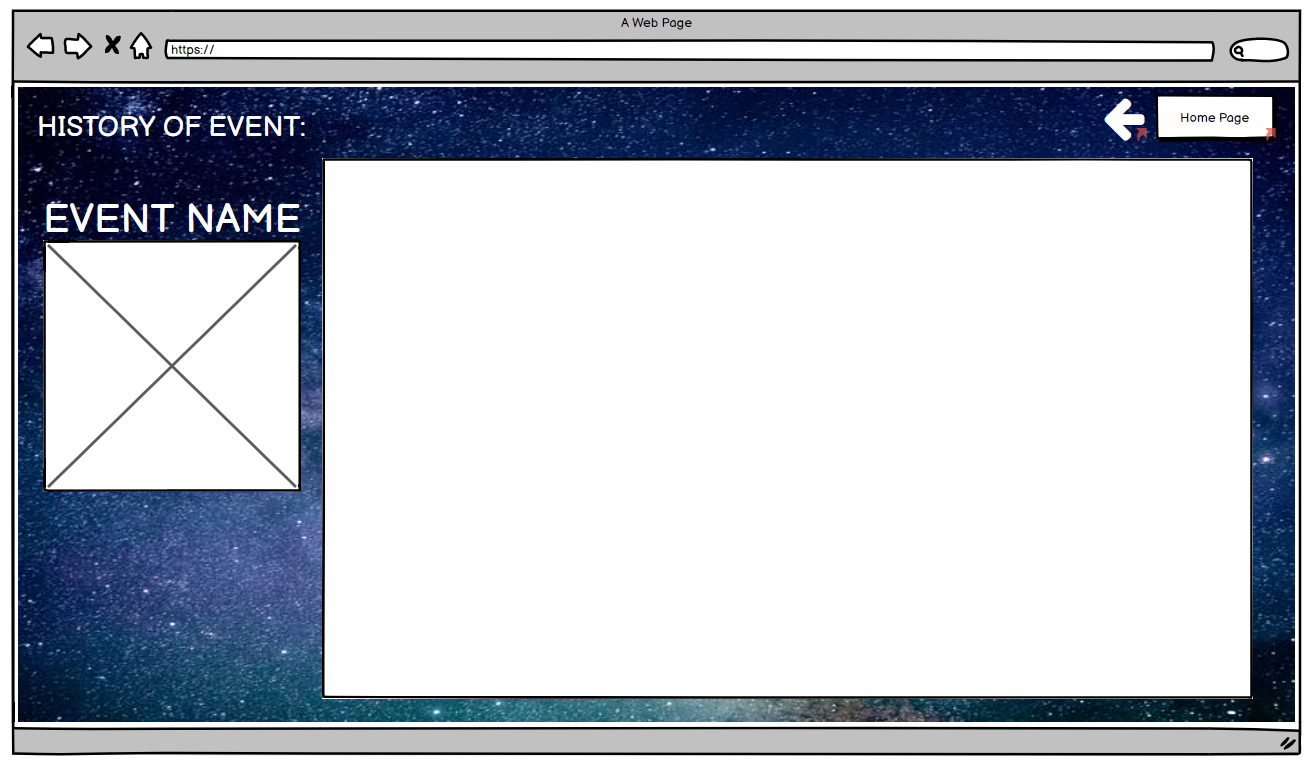 A Web Page
https://
HISTORY OF EVENT:
Home Page
EVENT NAME